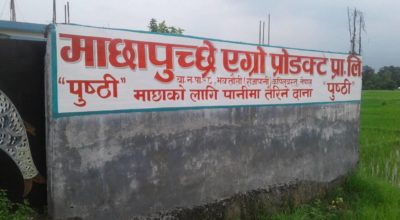 माछापुच्छ्रे एग्रो प्रोडक्ट प्रा. लि
"पुष्ठी" माछाको लागि पानीमा तैरिने दाना "पुष्ठी"